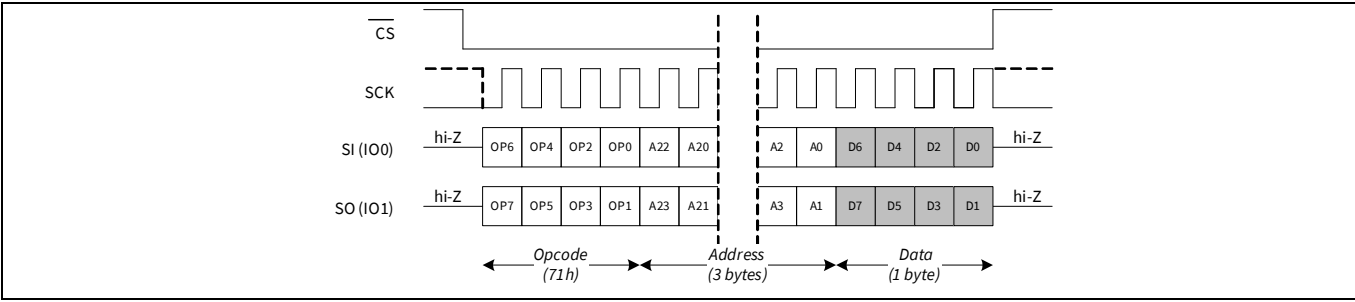 CS
SCK
SI (IO0) hi-Z OP6 OP4 OP2 OP0 A22 A20 A2 A0 D6 D4 D2 D0 hi-Z
SO (IO1) hi-Z OP7 OP5 OP3 OP1 A23 A21 A3 A1 D7 D5 D3 D1 hi-Z
Opcode Address Data
(71h) (3 bytes) (1 byte)